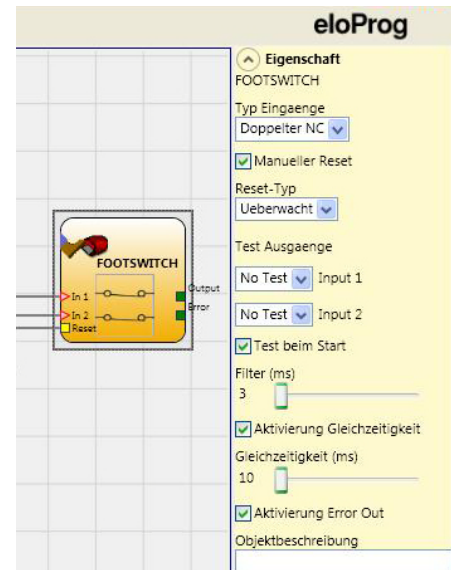 eloProg
Eigenschaft
FOOTSWITCH
Typ Eingaenge
Doppelter NC
Manueller Reset
Reset-Typ
Ueberwacht
Test Ausgaenge
No Test Input 1
No Test Input 2
Test beim Start
Filter (ms)
3
Aktivierung Gleichzeitigkeit
Gleichzeitigkeit (ms)
10
Aktivierung Error Out
Objektbeschreibung
FOOTSWITCH
In 1
In 2
Reset
Output
Error